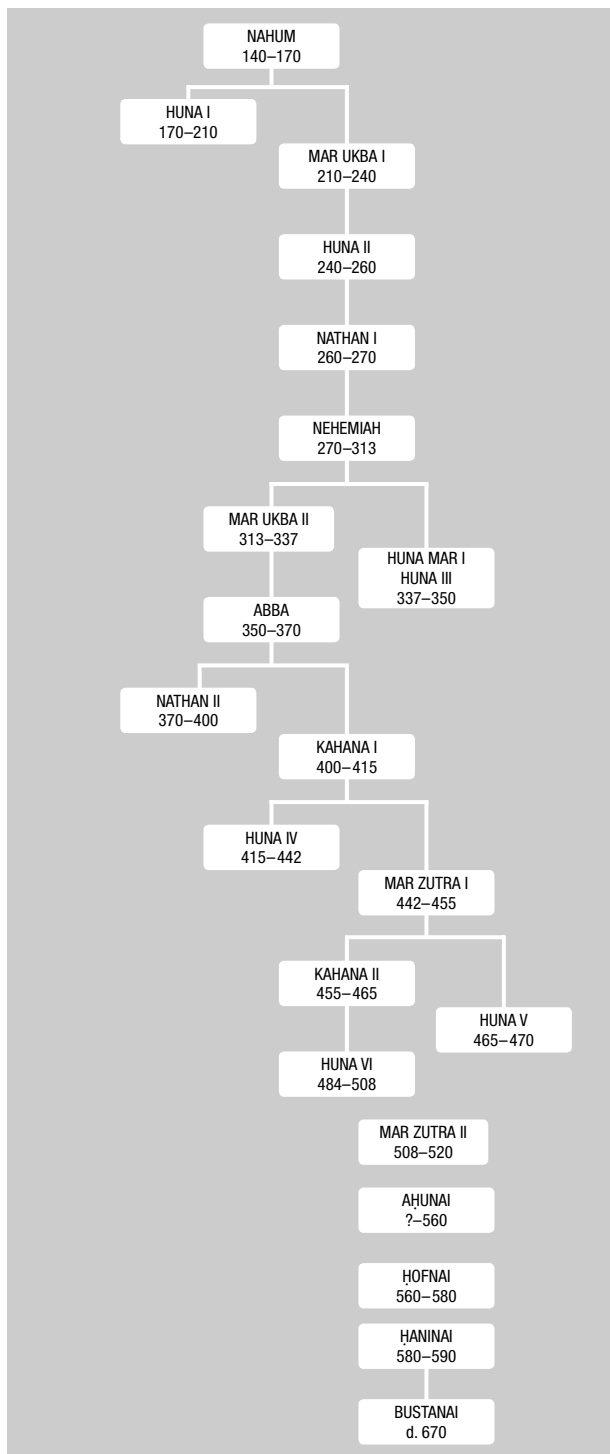 NAHUM
140–170
HUNA I
170–210
MAR UKBA I
210–240
HUNA II
240–260
NATHAN I
260–270
NEHEMIAH
270–313
MAR UKBA II
313–337
HUNA MAR I
HUNA III
337–350
ABBA
350–370
NATHAN II
370–400
KAHANA I
400–415
HUNA IV
415–442
MAR ZUTRA I
442–455
KAHANA II
455–465
HUNA V
465–470
HUNA VI
484–508
MAR ZUTRA II
508–520
AḤUNAI
?–560
ḤOFNAI
560–580
ḤANINAI
580–590
BUSTANAI
d. 670